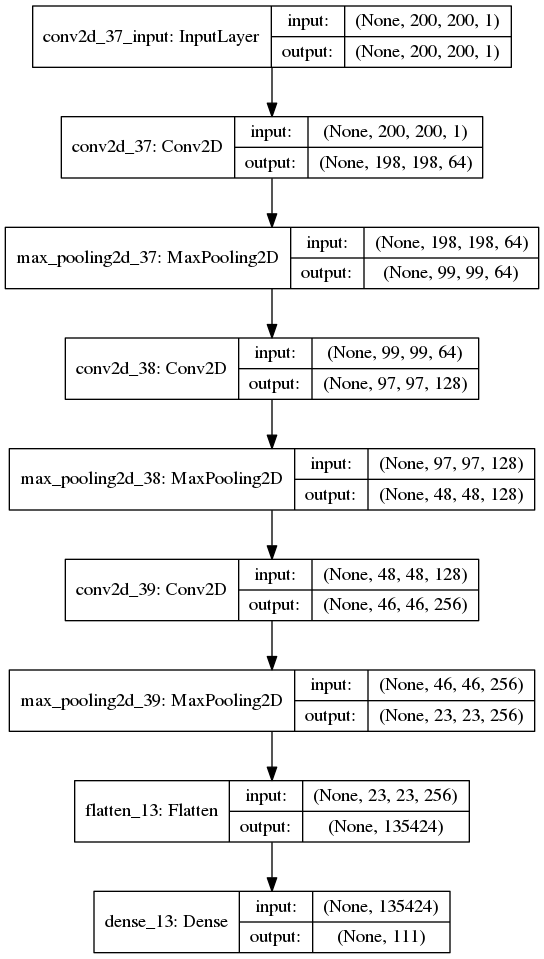 conv2d_37_input: InputLayer
input: (None, 200, 200, 1)
output: (None, 200, 200, 1)
conv2d_37: Conv2D
input: (None, 200, 200, 1)
output: (None, 198, 198, 64)
max_pooling2d_37: MaxPooling2D
input: (None, 198, 198, 64)
output: (None, 99, 99, 64)
conv2d_38: Conv2D
input: (None, 99, 99, 64)
output: (None, 97, 97, 128)
max_pooling2d_38: MaxPooling2D
input: (None, 97, 97, 128)
output: (None, 48, 48, 128)
conv2d_39: Conv2D
input: (None, 48, 48, 128)
output: (None, 46, 46, 256)
max_pooling2d_39: MaxPooling2D
input: (None, 46, 46, 256)
output: (None, 23, 23, 256)
flatten_13: Flatten
input: (None, 23, 23, 256)
output: (None, 135424)
dense_13: Dense
input: (None, 135424)
output: (None, 111)